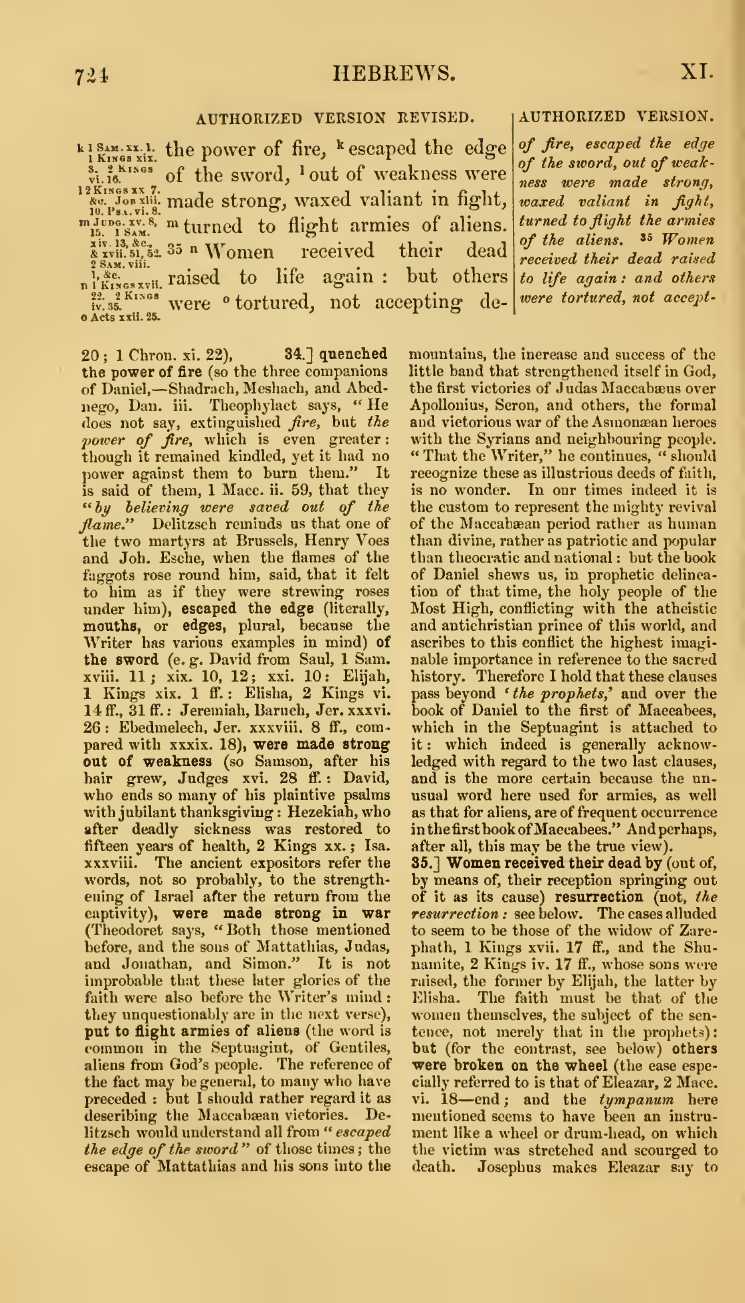 724
HEBREWS.
XI.
AUTHORIZED VERSION REVISED.
k 1 SAM. xx. 1.
1 KINGS xix.
3. 2 KINGS
vi. 16.
l 2 KINGS xx 7.
&c. JOB xlii.
10. PSA. vi. 8.
m JUDG. xv. 8,
15. 1 SAM.
xiv. 13, &c.,
& xvii. 51, 52.
2 SAM. viii.
1, &c.
n 1 KINGS xvii.
22. 2 KINGS
iv. 35.
o Acts xxii. 25.
the power of fire, k escaped the edge
of the sword, l out of weakness were
made strong, waxed valiant in fight,
m turned to flight armies of aliens.
35 n Women received their dead
raised to life again : but others
were o tortured, not accepting de-
AUTHORIZED VERSION.
of fire, escaped the edge
of the sword, out of weak-
ness were made strong,
waxed valiant in fight,
turned to flight the armies
of the aliens. 35 Women
received their dead raised
to life again: and others
were tortured, not accept-
20 ; 1 Chron. xi. 22), 34.] quenched
the power of fire (so the three companions
of Daniel,—Shadrach, Meshach, and Abed-
nego, Dan. iii. Theophylact says, “ He
does not say, extinguished fire, but the
power of fire, which is even greater :
though it remained kindled, yet it had no
power against them to burn them.” It
is said of them, 1 Macc. ii. 59, that they
“by believing were saved out of the
flame.” Delitzsch reminds us that one of
the two martyrs at Brussels, Henry Voes
and Joh. Esche, when the flames of the
faggots rose round him, said, that it felt
to him as if they were strewing roses
under him), escaped the edge (literally,
mouths, or edges, plural, because the
Writer has various examples in mind) of
the sword (e. g. David from Saul, 1 Sam.
xviii. 11 ; xix. 10, 12; xxi. 10: Elijah,
1 Kings xix. 1 ff. : Elisha, 2 Kings vi.
14 ff., 31 ff. : Jeremiah, Baruch, Jer. xxxvi.
26 : Ebedmelech, Jer. xxxviii. 8 ff., com-
pared with xxxix. 18), were made strong
out of weakness (so Samson, after his
hair grew, Judges xvi. 28 ff. : David,
who ends so many of his plaintive psalms
with jubilant thanksgiving : Hezekiah, who
after deadly sickness was restored to
fifteen years of health, 2 Kings xx. ; Isa.
xxxviii. The ancient expositors refer the
words, not so probably, to the strength-
ening of Israel after the return from the
captivity), were made strong in war
(Theodoret says, “ Both those mentioned
before, and the sons of Mattathias, Judas,
and Jonathan, and Simon.” It is not
improbable that these later glories of the
faith were also before the Writer's mind :
they unquestionably are in the next verse),
put to flight armies of aliens (the word is
common in the Septuagint, of Gentiles,
aliens from God's people. The reference of
the fact may be general, to many who have
preceded : but I should rather regard it as
describing the Maccabæan victories. De-
litzsch would understand all from “ escaped
the edge of the sword ” of those times ; the
escape of Mattathias and his sons into the
mountains, the increase and success of the
little band that strengthened itself in God,
the first victories of Judas Maccabæus over
Apollonius, Seron, and others, the formal
and victorious war of the Asmonæan heroes
with the Syrians and neighbouring people.
“ That the Writer,” he continues, “ should
recognize these as illustrious deeds of faith,
is no wonder. In our times indeed it is
the custom to represent the mighty revival
of the Maccabæan period rather as human
than divine, rather as patriotic and popular
than theocratic and national : but the book
of Daniel shews us, in prophetic delinea-
tion of that time, the holy people of the
Most High, conflicting with the atheistic
and antichristian prince of this world, and
ascribes to this conflict the highest imagi-
nable importance in reference to the sacred
history. Therefore I hold that these clauses
pass beyond ‘ the prophets,’ and over the
book of Daniel to the first of Maccabees,
which in the Septuagint is attached to
it : which indeed is generally acknow-
ledged with regard to the two last clauses,
and is the more certain because the un-
usual word here used for armies, as well
as that for aliens, are of frequent occurrence
in the first book of Maccabees.” And perhaps,
after all, this may be the true view).
35.] Women received their dead by (out of,
by means of, their reception springing out
of it as its cause) resurrection (not, the
resurrection : see below. The cases alluded
to seem to be those of the widow of Zare-
phath, 1 Kings xvii. 17 ff., and the Shu-
namite, 2 Kings iv. 17 ff., whose sons were
raised, the former by Elijah, the latter by
Elisha. The faith must be that of the
women themselves, the subject of the sen-
tence, not merely that in the prophets) :
but (for the contrast, see below) others
were broken on the wheel (the case espe-
cially referred to is that of Eleazar, 2 Macc.
vi. 18—end ; and the tympanum here
mentioned seems to have been an instru-
ment like a wheel or drum-head, on which
the victim was stretched and scourged to
death. Josephus makes Eleazar say to